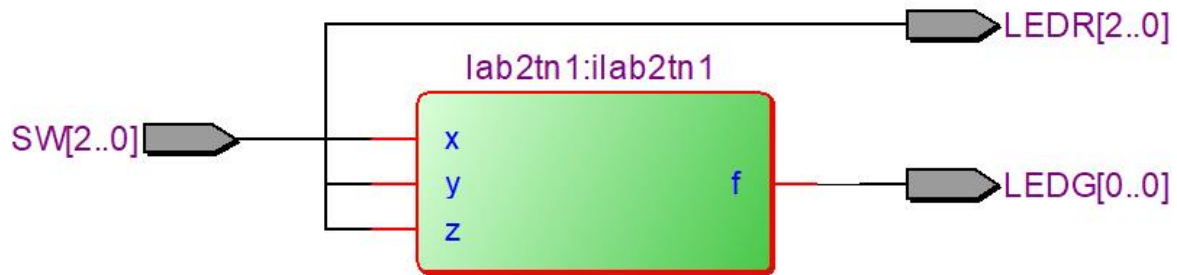 LEDR[2..0]
lab2tn1:ilab2tn1
SW[2..0]
x
y
z
f
LEDG[0..0]